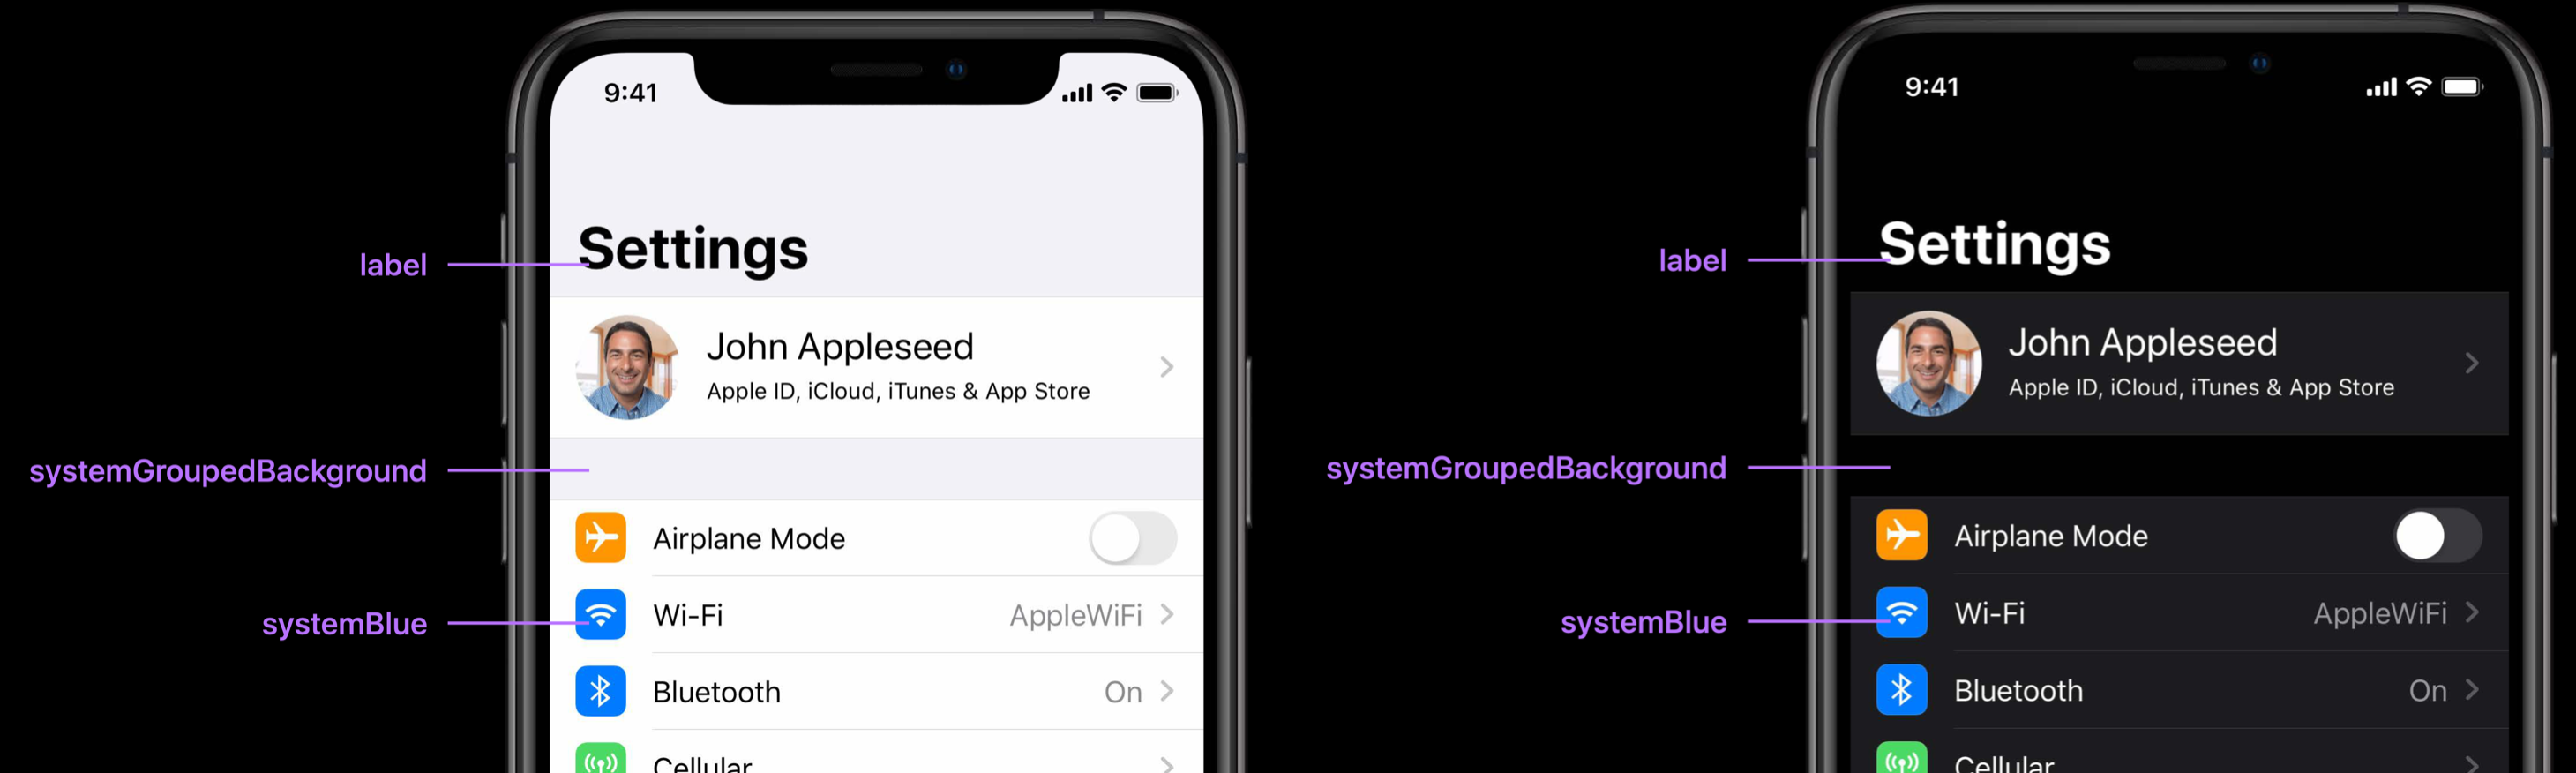 9:41
label
Settings
John Appleseed
Apple ID, iCloud, iTunes & App Store
systemGroupedBackground
Airplane Mode
systemBlue
Wi-Fi
AppleWiFi
Bluetooth
On
Cellular
9:41
label
Settings
John Appleseed
Apple ID, iCloud, iTunes & App Store
systemGroupedBackground
Airplane Mode
systemBlue
Wi-Fi
AppleWiFi
Bluetooth
On
Cellular